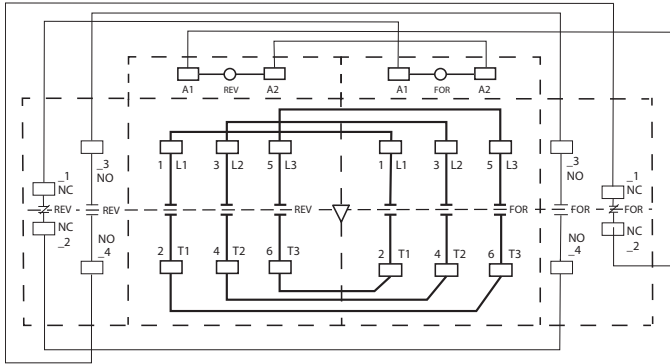 A1 REV A2 A1 FOR A2
_3 NO 1 L1 3 L2 5 L3 1 L1 3 L2 5 L3 _3 NO
_1 NC _1 NC
REV REV REV FOR FOR FOR
NC _2 NO _4 2 T1 4 T2 6 T3 2 T1 4 T2 6 T3 NO _4 NC _2